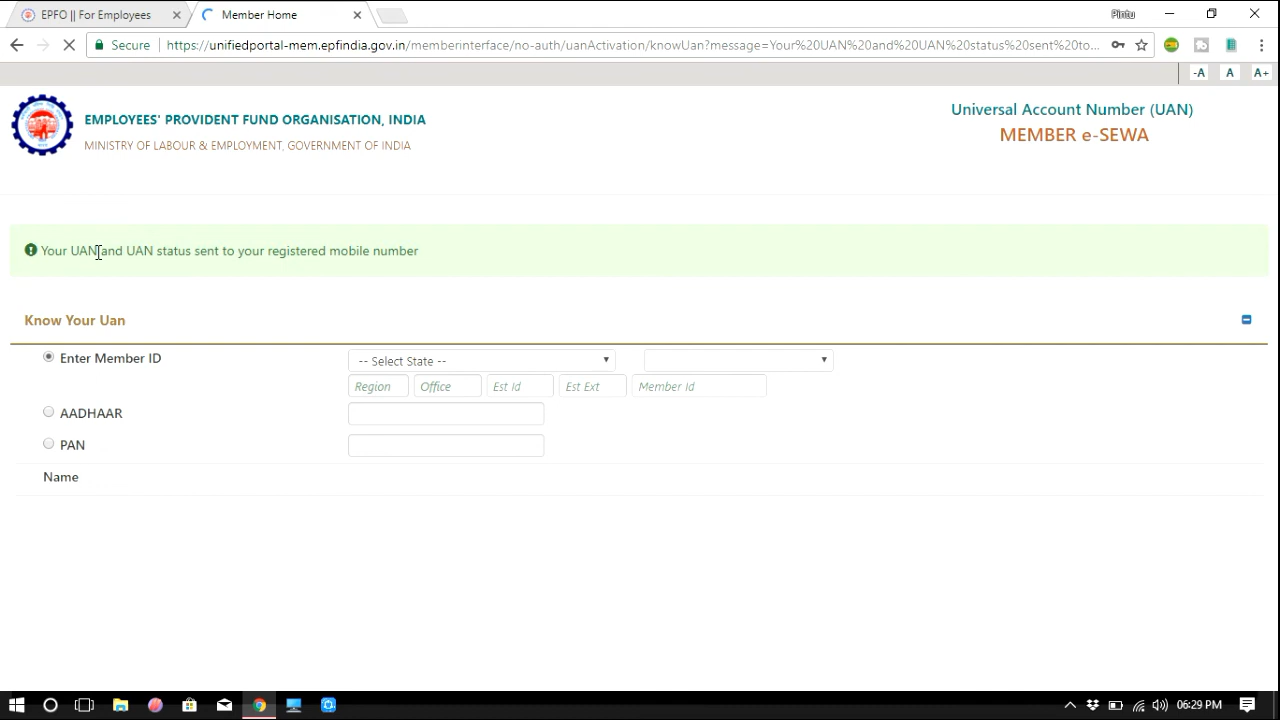 EPFO || For Employees
Member Home
Pintu
Secure
https://unifiedportal-mem.epfindia.gov.in/memberinterface/no-auth/uanActivation/knowUan?message=Your%20UAN%20and%20UAN%20status%20sent%20to...
-A A A+
EMPLOYEES' PROVIDENT FUND ORGANISATION, INDIA
MINISTRY OF LABOUR & EMPLOYMENT, GOVERNMENT OF INDIA
Universal Account Number (UAN)
MEMBER e-SEWA
Your UAN and UAN status sent to your registered mobile number
Know Your Uan
Enter Member ID
-- Select State --
Region Office Est Id Est Ext Member Id
AADHAAR
PAN
Name
06:29 PM